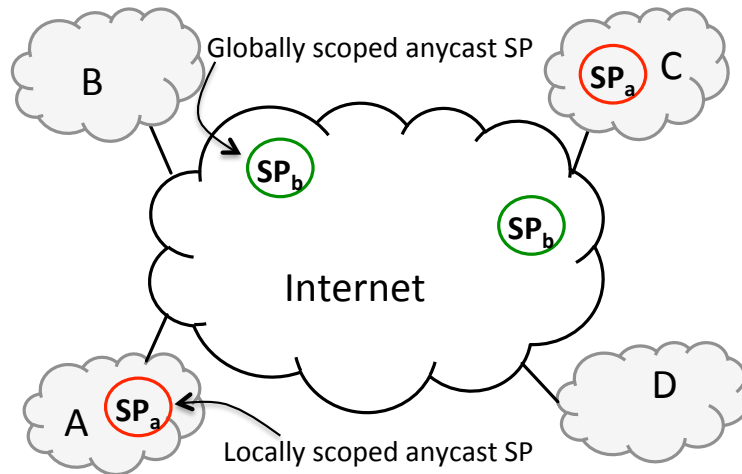 Globally scoped anycast SP
B
SPa
C
SPb
SPb
Internet
D
A
SPa
Locally scoped anycast SP